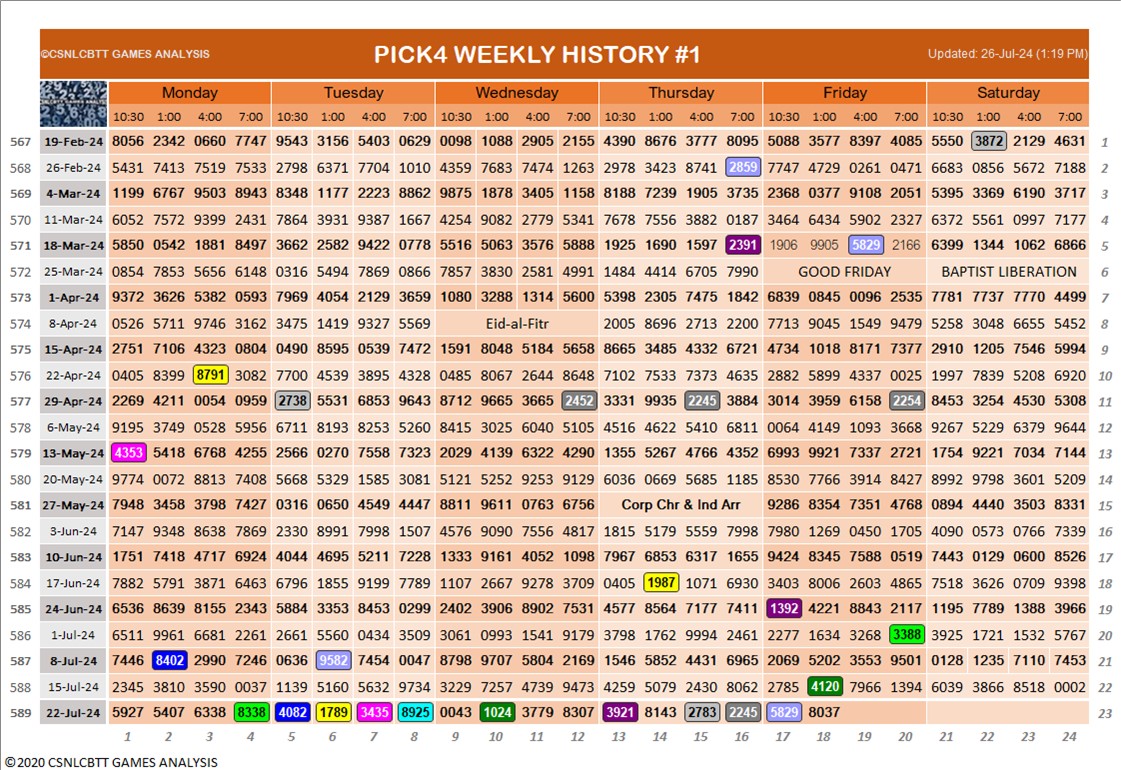 ©CSNLCBTT GAMES ANALYSIS PICK4 WEEKLY HISTORY #1 Updated: 26-Jul-24 (1:19 PM)
Monday Tuesday Wednesday Thursday Friday Saturday
10:30 1:00 4:00 7:00 10:30 1:00 4:00 7:00 10:30 1:00 4:00 7:00 10:30 1:00 4:00 7:00 10:30 1:00 4:00 7:00 10:30 1:00 4:00 7:00
567 19-Feb-24 8056 2342 0660 7747 9543 3156 5403 0629 0098 1088 2905 2155 4390 8676 3777 8095 5088 3577 8397 4085 5550 3872 2129 4631 1
568 26-Feb-24 5431 7413 7519 7533 2798 6371 7704 1010 4359 7683 7474 1263 2978 3423 8741 2859 7747 4729 0261 0471 6683 0856 5672 7188 2
569 4-Mar-24 1199 6767 9503 8943 8348 1177 2223 8862 9875 1878 3405 1158 8188 7239 1905 3735 2368 0377 9108 2051 5395 3369 6190 3717 3
570 11-Mar-24 6052 7572 9399 2431 7864 3931 9387 1667 4254 9082 2779 5341 7678 7556 3882 0187 3464 6434 5902 2327 6372 5561 0997 7177 4
571 18-Mar-24 5850 0542 1881 8497 3662 2582 9422 0778 5516 5063 3576 5888 1925 1690 1597 2391 1906 9905 5829 2166 6399 1344 1062 6866 5
572 25-Mar-24 0854 7853 5656 6148 0316 5494 7869 0866 7857 3830 2581 4991 1484 4414 6705 7990 GOOD FRIDAY BAPTIST LIBERATION 6
573 1-Apr-24 9372 3626 5382 0593 7969 4054 2129 3659 1080 3288 1314 5600 5398 2305 7475 1842 6839 0845 0096 2535 7781 7737 7770 4499 7
574 8-Apr-24 0526 5711 9746 3162 3475 1419 9327 5569 Eid-al-Fitr 2005 8696 2713 2200 7713 9045 1549 9479 5258 3048 6655 5452 8
575 15-Apr-24 2751 7106 4323 0804 0490 8595 0539 7472 1591 8048 5184 5658 8665 3485 4332 6721 4734 1018 8171 7377 2910 1205 7546 5994 9
576 22-Apr-24 0405 8399 8791 3082 7700 4539 3895 4328 0485 8067 2644 8648 7102 7533 7373 4635 2882 5899 4337 0025 1997 7839 5208 6920 10
577 29-Apr-24 2269 4211 0054 0959 2738 5531 6853 9643 8712 9665 3665 2452 3331 9935 2245 3884 3014 3959 6158 2254 8453 3254 4530 5308 11
578 6-May-24 9195 3749 0528 5956 6711 8193 8253 5260 8415 3025 6040 5105 4516 4622 5410 6811 0064 4149 1093 3668 9267 5229 6379 9644 12
579 13-May-24 4353 5418 6768 4255 2566 0270 7558 7323 2029 4139 6322 4290 1355 5267 4766 4352 6993 9921 7337 2721 1754 9221 7034 7144 13
580 20-May-24 9774 0072 8813 7408 5668 5329 1585 3081 5121 5252 9253 9129 6036 0669 5685 1185 8530 7766 3914 8427 8992 9798 3601 5209 14
581 27-May-24 7948 3458 3798 7427 0316 0650 4549 4447 8811 9611 0763 6756 Corp Chr & Ind Arr 9286 8354 7351 4768 0894 4440 3503 8331 15
582 3-Jun-24 7147 9348 8638 7869 2330 8991 7998 1507 4576 9090 7556 4817 1815 5179 5559 7998 7980 1269 0450 1705 4090 0573 0766 7339 16
583 10-Jun-24 1751 7418 4717 6924 4044 4695 5211 7228 1333 9161 4052 1098 7967 6853 6317 1655 9424 8345 7588 0519 7443 0129 0600 8526 17
584 17-Jun-24 7882 5791 3871 6463 6796 1855 9199 7789 1107 2667 9278 3709 0405 1987 1071 6930 3403 8006 2603 4865 7518 3626 0709 9398 18
585 24-Jun-24 6536 8639 8155 2343 5884 3353 8453 0299 2402 3906 8902 7531 4577 8564 7177 7411 1392 4221 8843 2117 1195 7789 1388 3966 19
586 1-Jul-24 6511 9961 6681 2261 2661 5560 0434 3509 3061 0993 1541 9179 3798 1762 9994 2461 2277 1634 3268 3388 3925 1721 1532 5767 20
587 8-Jul-24 7446 8402 2990 7246 0636 9582 7454 0047 8798 9707 5804 2169 1546 5852 4431 6965 2069 5202 3553 9501 0128 1235 7110 7453 21
588 15-Jul-24 2345 3810 3590 0037 1139 5160 5632 9734 3229 7257 4739 9473 4259 5079 2430 8062 2785 4120 7966 1394 6039 3866 8518 0002 22
589 22-Jul-24 5927 5407 6338 8338 4082 1789 3435 8925 0043 1024 3779 8307 3921 8143 2783 2245 5829 8037 23
1 2 3 4 5 6 7 8 9 10 11 12 13 14 15 16 17 18 19 20 21 22 23 24
©2020 CSNLCBTT GAMES ANALYSIS